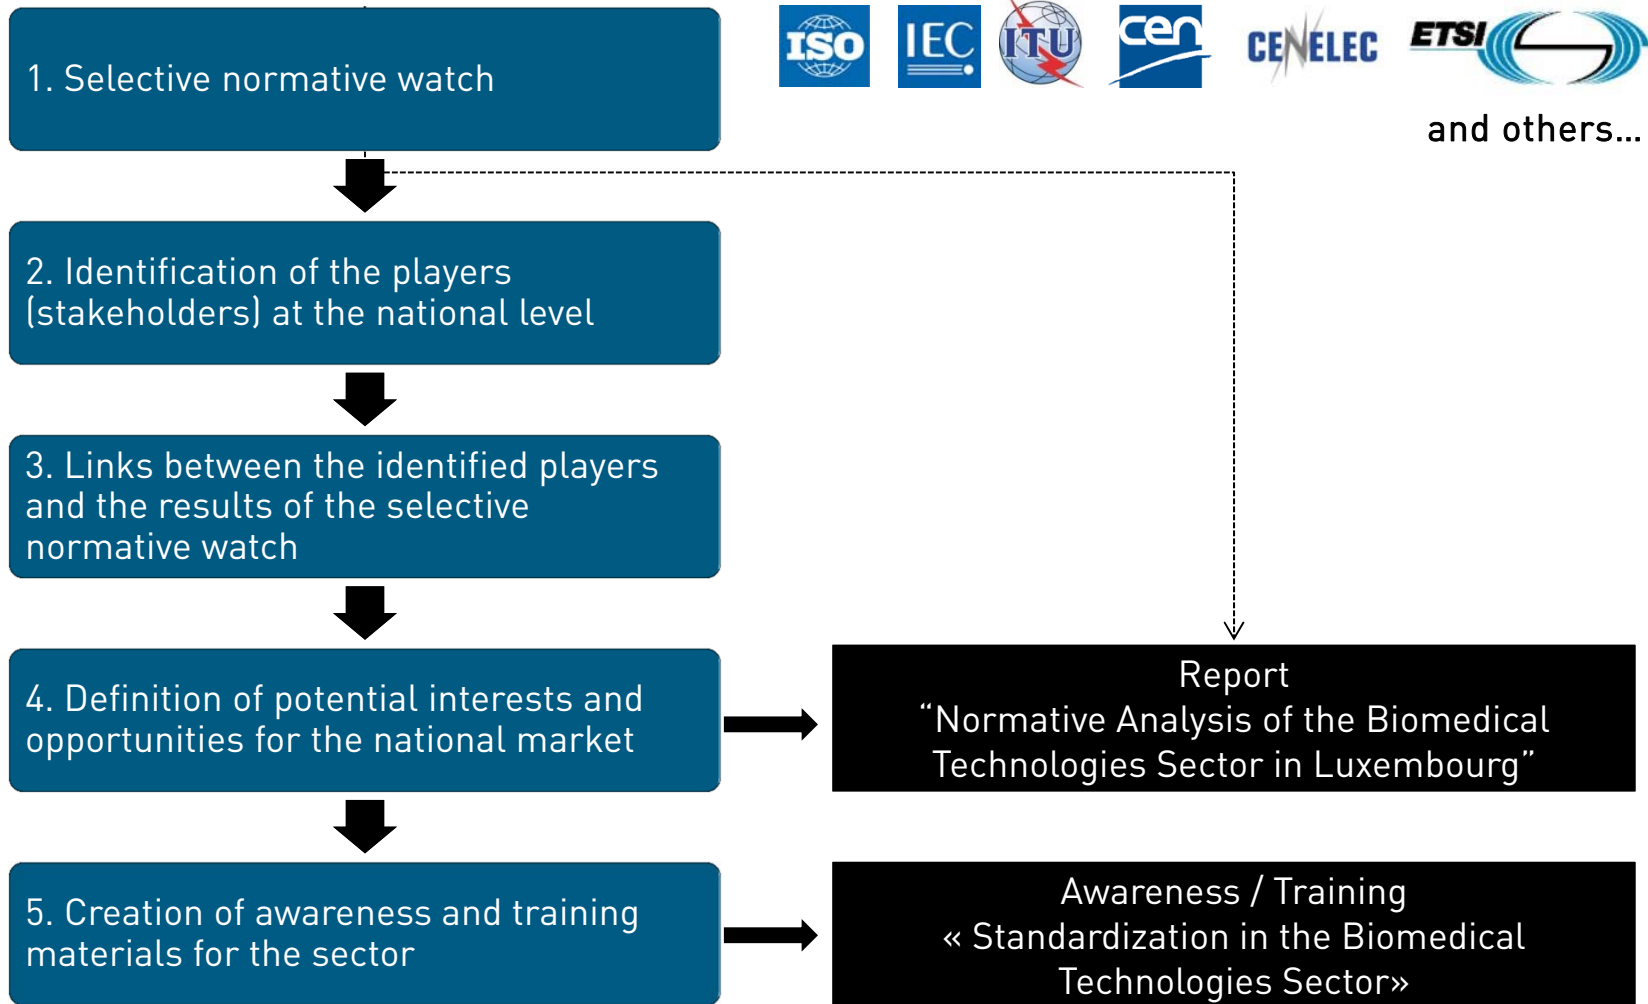 1. Selective normative watch
ISO
IEC
ITU
cen
CENELEC
ETSI
and others...
2. Identification of the players
(stakeholders) at the national level
3. Links between the identified players
and the results of the selective
normative watch
4. Definition of potential interests and
opportunities for the national market
Report
“Normative Analysis of the Biomedical
Technologies Sector in Luxembourg”
5. Creation of awareness and training
materials for the sector
Awareness / Training
« Standardization in the Biomedical
Technologies Sector»